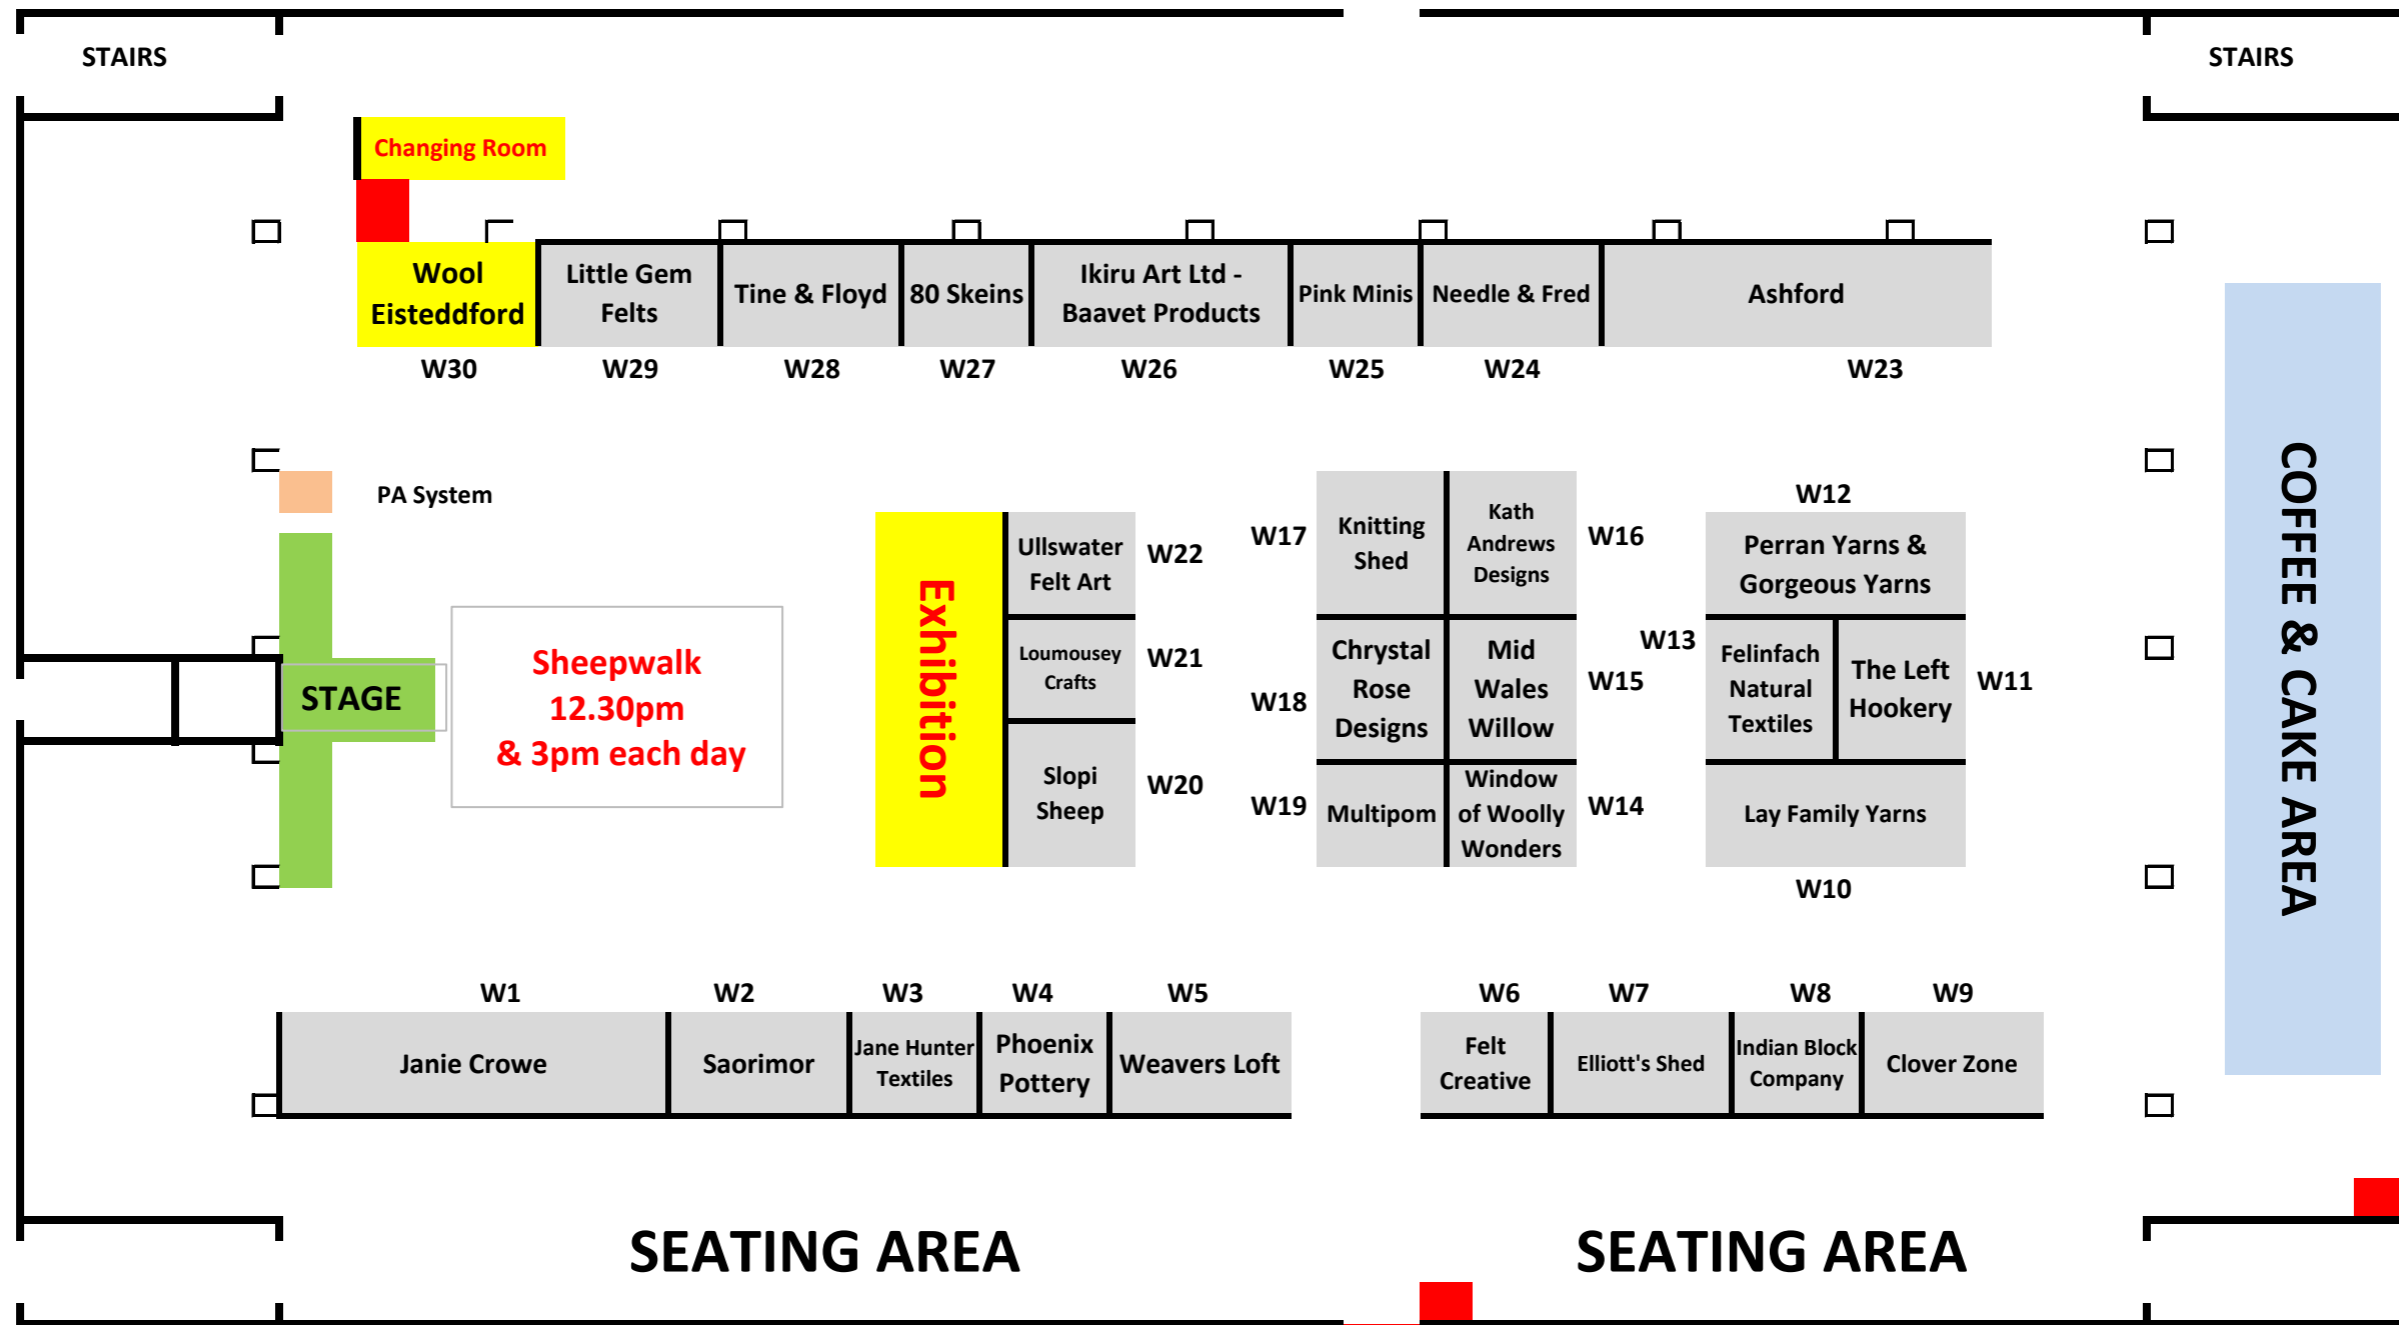 STAIRS
STAIRS
Changing Room
Wool
Eisteddford
Little Gem
Felts
Tine & Floyd
80 Skeins
Ikiru Art Ltd -
Baavet Products
Pink Minis
Needle & Fred
Ashford
W30
W29
W28
W27
W26
W25
W24
W23
PA System
STAGE
Sheepwalk
12.30pm
& 3pm each day
Exhibition
Ullswater
Felt Art
W22
Loumousey
Crafts
W21
Slopi
Sheep
W20
W17
Knitting
Shed
Kath
Andrews
Designs
W16
W18
Chrystal
Rose
Designs
Mid
Wales
Willow
W15
W19
Multipom
Window
of Woolly
Wonders
W14
W12
Perran Yarns &
Gorgeous Yarns
W13
Felinfach
Natural
Textiles
The Left
Hookery
W11
Lay Family Yarns
W10
COFFEE & CAKE AREA
W1
W2
W3
W4
W5
W6
W7
W8
W9
Janie Crowe
Saorimor
Jane Hunter
Textiles
Phoenix
Pottery
Weavers Loft
Felt
Creative
Elliott's Shed
Indian Block
Company
Clover Zone
SEATING AREA
SEATING AREA